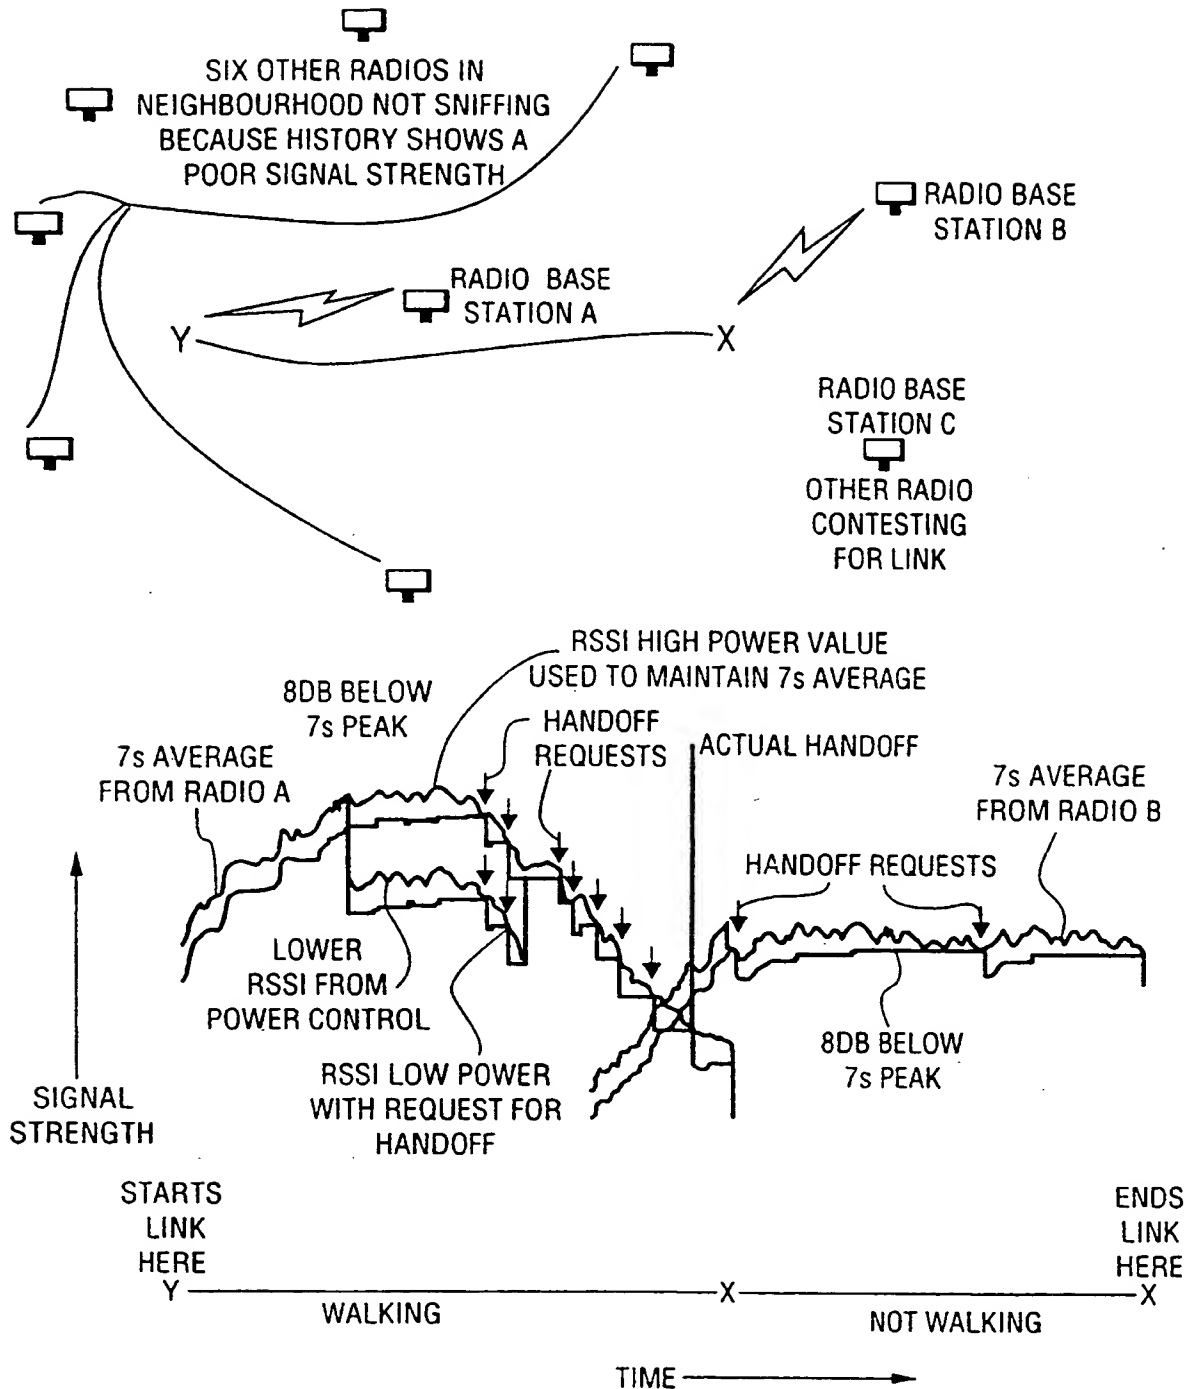 SIX OTHER RADIOS IN
NEIGHBOURHOOD NOT SNIFFING
BECAUSE HISTORY SHOWS A
POOR SIGNAL STRENGTH
RADIO BASE
STATION B
RADIO BASE
STATION A
Y
X
RADIO BASE
STATION C
OTHER RADIO
CONTESTING
FOR LINK
RSSI HIGH POWER VALUE
USED TO MAINTAIN 7s AVERAGE
8DB BELOW
7s PEAK
HANDOFF
REQUESTS
ACTUAL HANDOFF
7s AVERAGE
FROM RADIO A
7s AVERAGE
FROM RADIO B
HANDOFF REQUESTS
LOWER
RSSI FROM
POWER CONTROL
8DB BELOW
7s PEAK
RSSI LOW POWER
WITH REQUEST FOR
HANDOFF
SIGNAL
STRENGTH
STARTS
LINK
HERE
ENDS
LINK
HERE
Y
X
X
WALKING
NOT WALKING
TIME